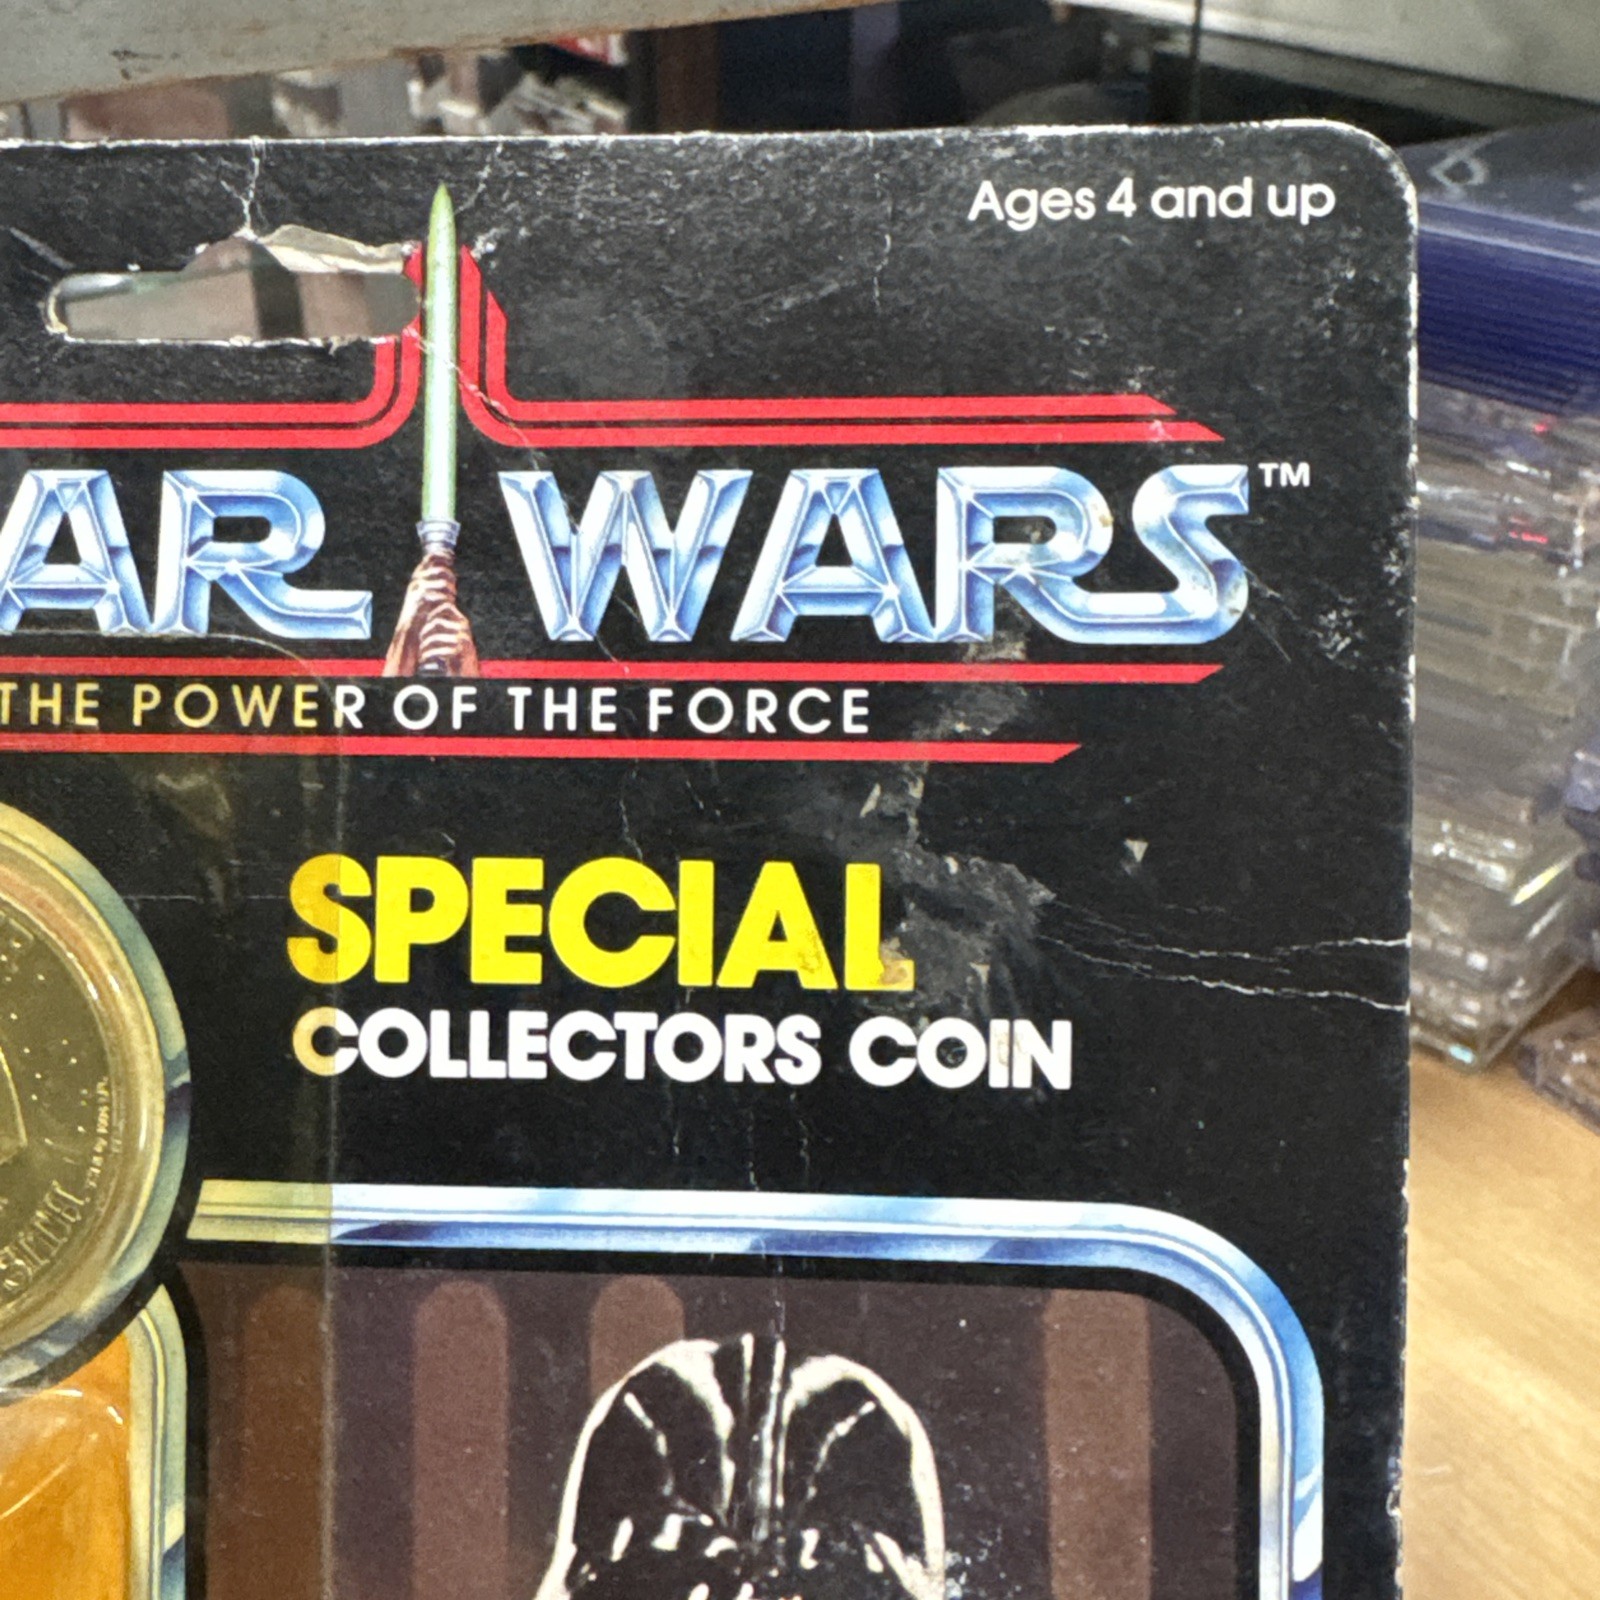 Ages 4 and up
AR WARS™
THE POWER OF THE FORCE
SPECIAL
COLLECTORS COIN